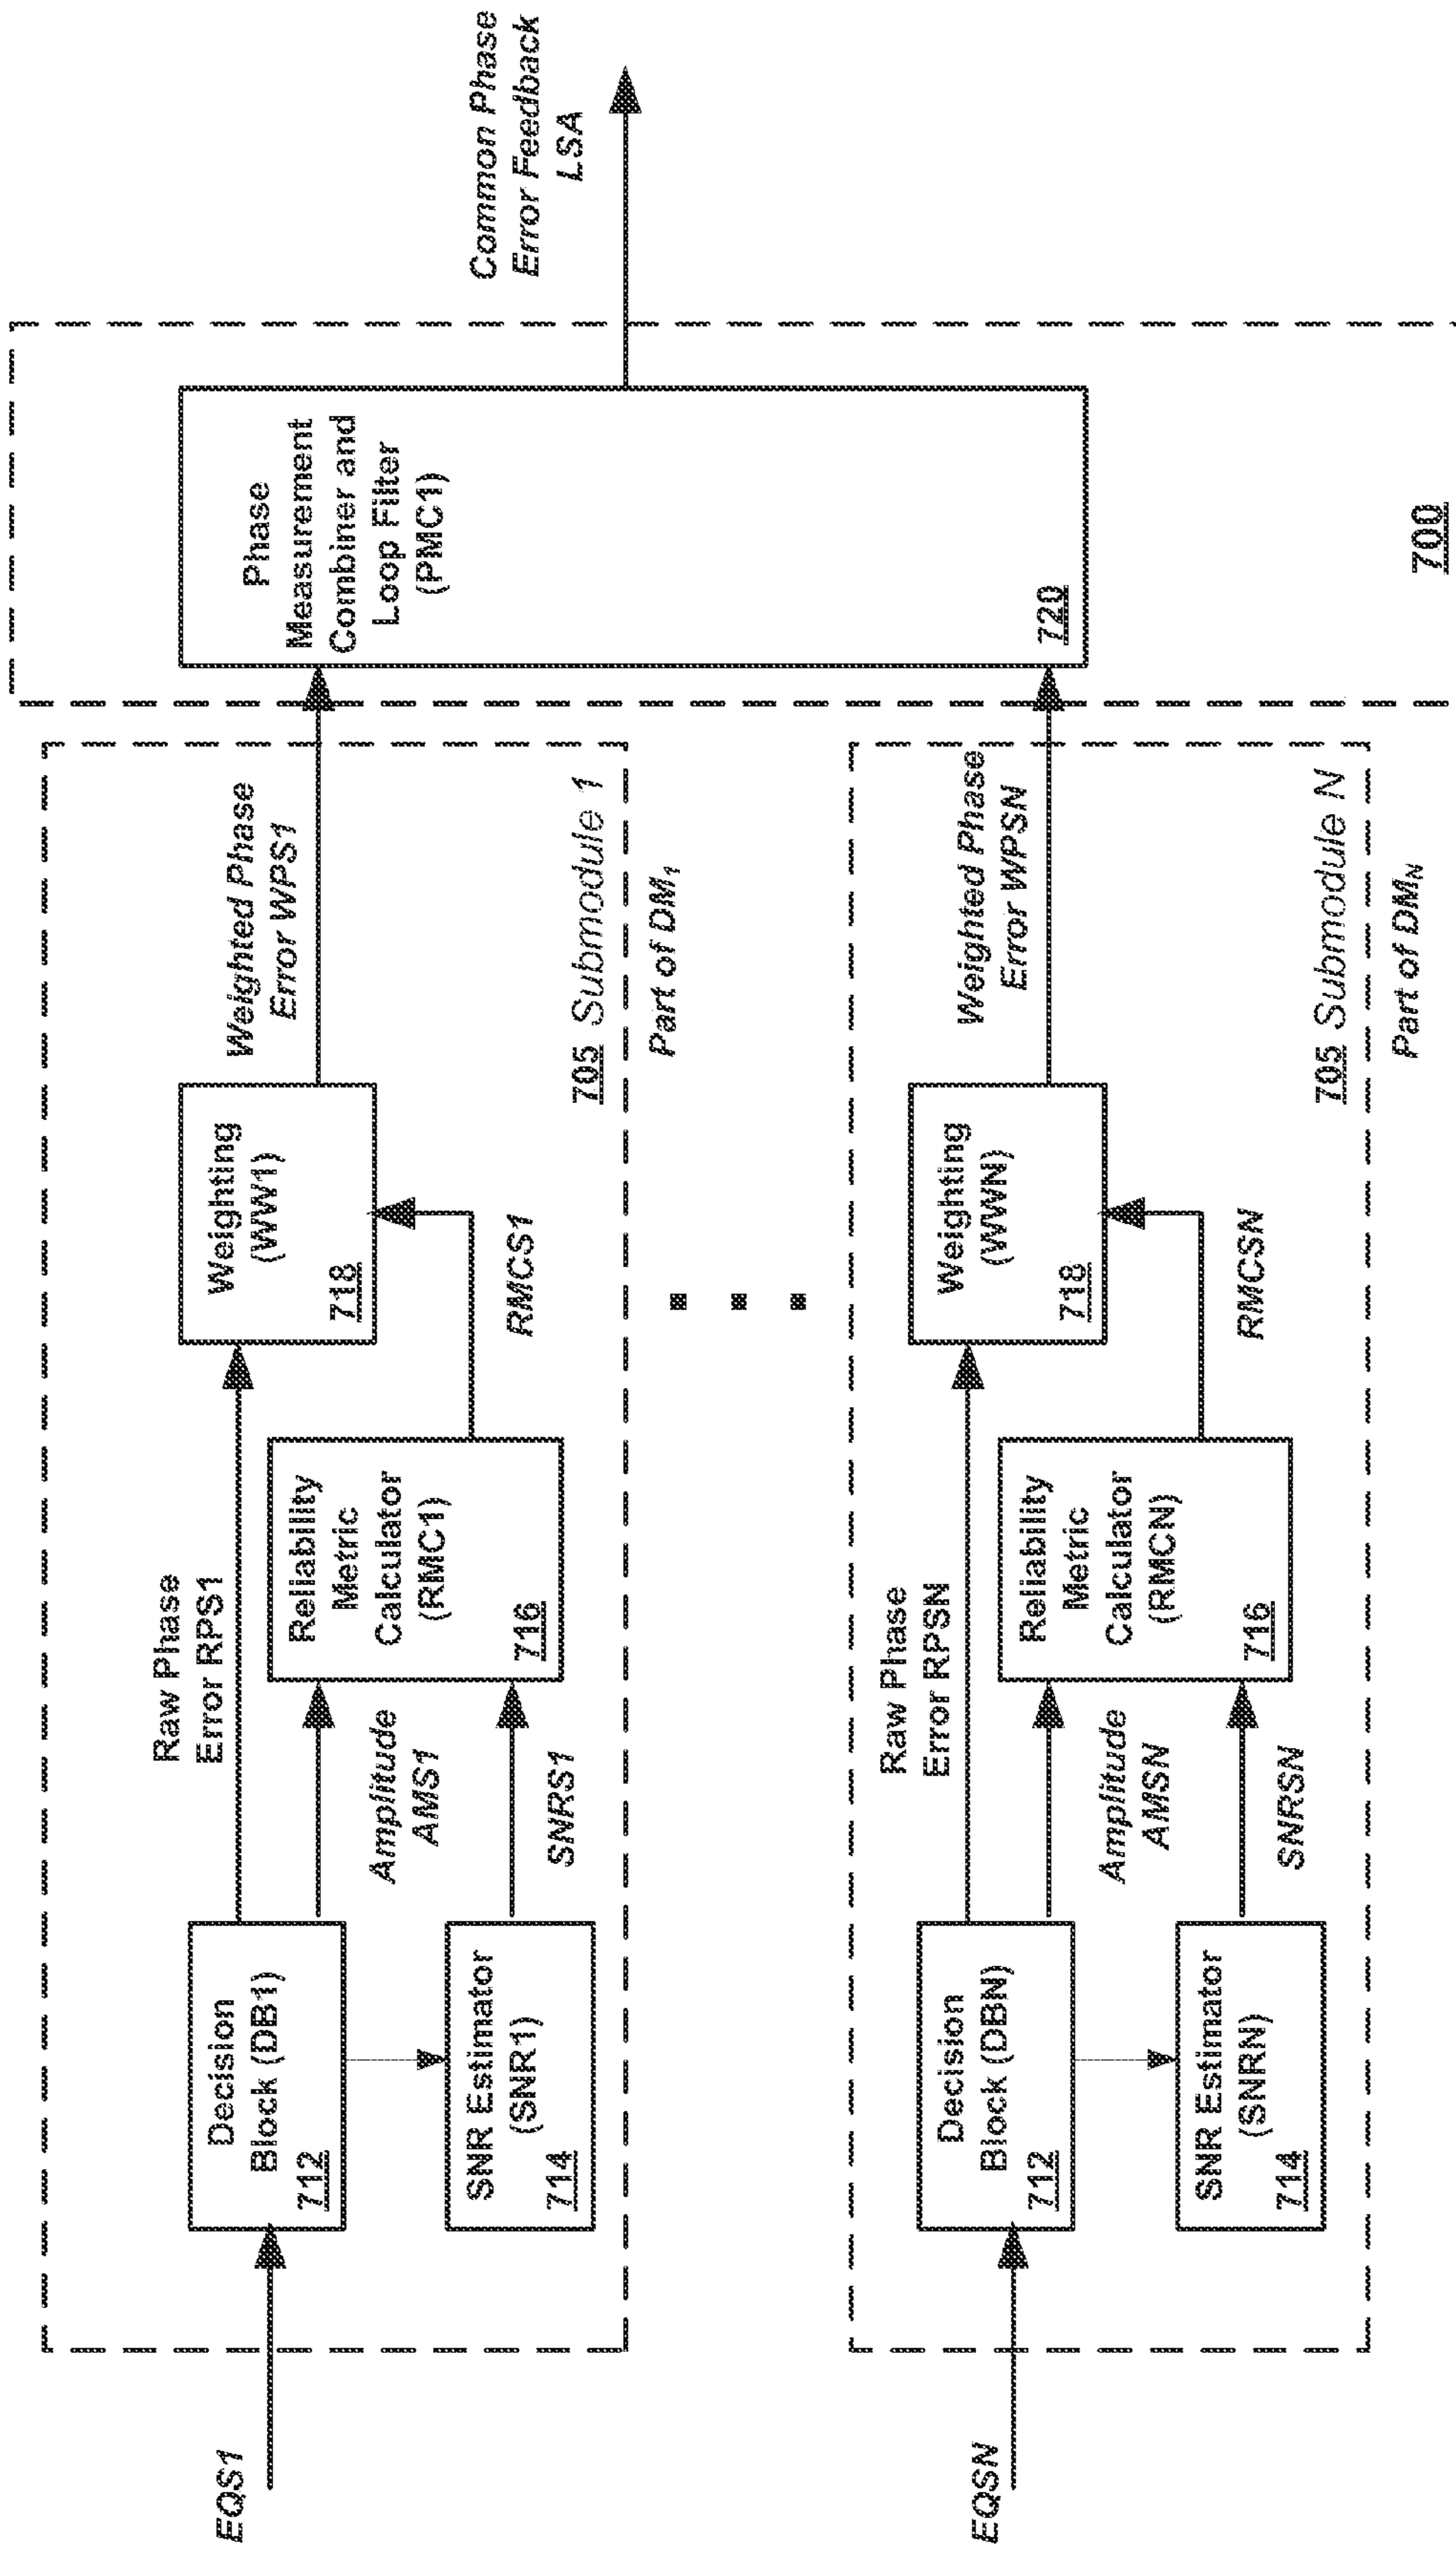 EQS1
Decision
Block (DB1)
712
SNR Estimator
(SNR1)
714
Raw Phase
Error RPS1
Amplitude
AMS1
SNRS1
Reliability
Metric
Calculator
(RMC1)
716
RMCS1
Weighting
(WW1)
718
Weighted Phase
Error WPS1
705 Submodule 1
Part of DM1
EQSN
Decision
Block (DBN)
712
SNR Estimator
(SNRN)
714
Raw Phase
Error RPSN
Amplitude
AMSN
SNRSN
Reliability
Metric
Calculator
(RMCN)
716
RMCSN
Weighting
(WWN)
718
Weighted Phase
Error WPSN
705 Submodule N
Part of DMN
Phase
Measurement
Combiner and
Loop Filter
(PMC1)
720
700
Common Phase
Error Feedback
LSA